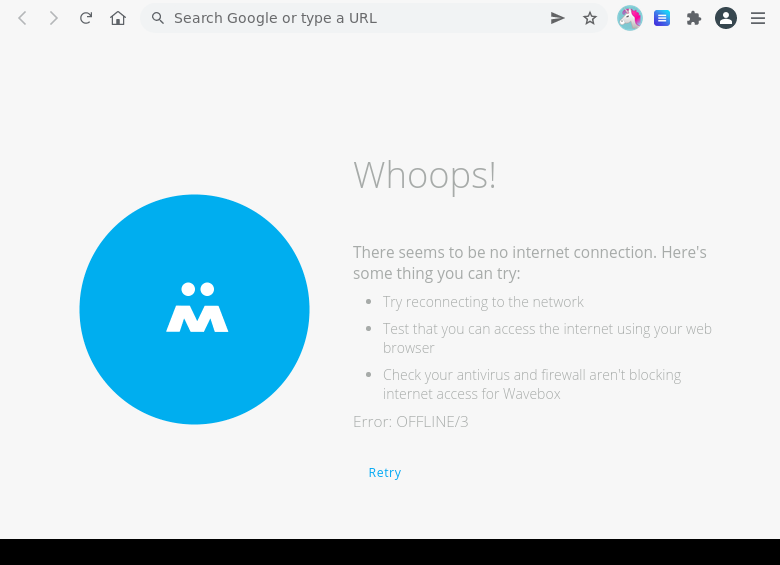 Search Google or type a URL
Whoops!
There seems to be no internet connection. Here's
some thing you can try:
Try reconnecting to the network
Test that you can access the internet using your web
browser
Check your antivirus and firewall aren't blocking
internet access for Wavebox
Error: OFFLINE/3
Retry